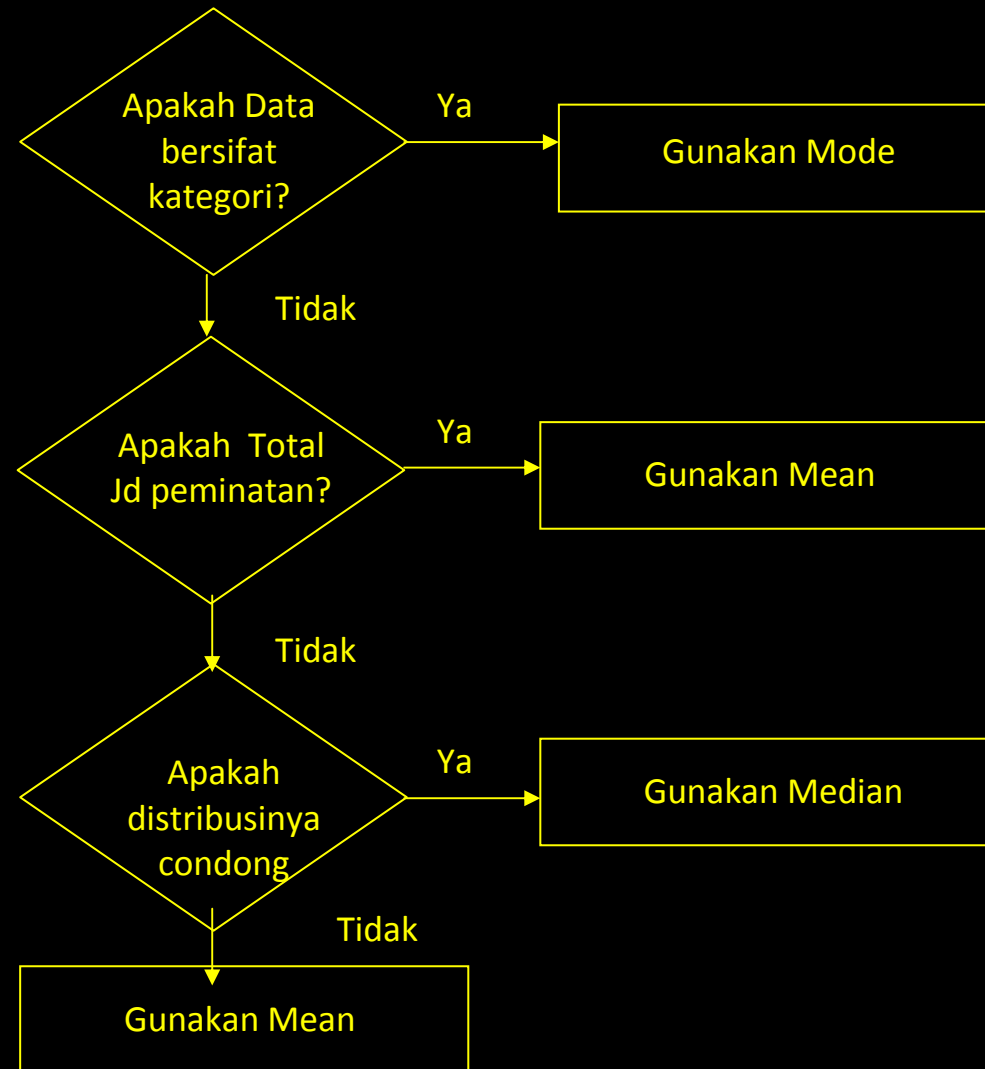 Apakah Data
bersifat
kategori?
Ya
Gunakan Mode
Tidak
Apakah Total
Jd peminatan?
Ya
Gunakan Mean
Tidak
Apakah
distribusinya
condong
Ya
Gunakan Median
Tidak
Gunakan Mean